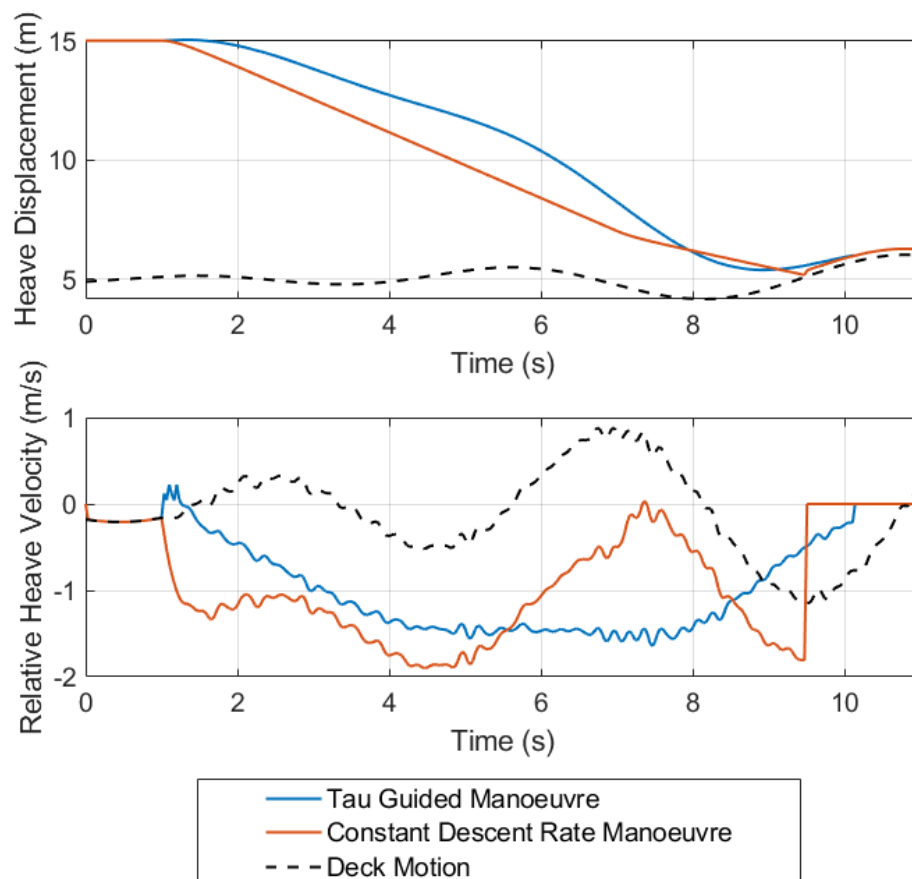 Heave Displacement (m)
15
10
5
0 2 4 6 8 10
Time (s)
Relative Heave Velocity (m/s)
1
0
-1
-2
0 2 4 6 8 10
Time (s)
Tau Guided Manoeuvre
Constant Descent Rate Manoeuvre
Deck Motion